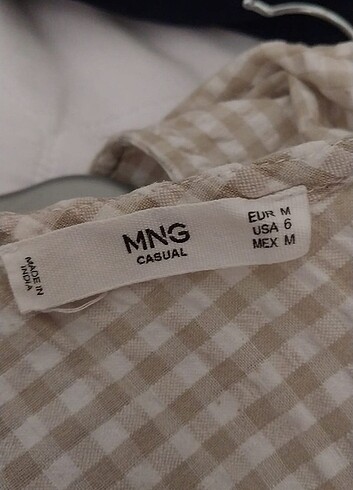 MNG
CASUAL
EUR M
USA 6
MEX M
MADE IN
INDIA